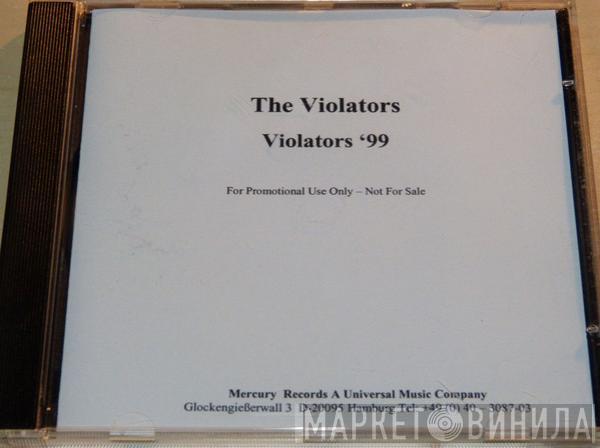 The Violators
Violators ‘99
For Promotional Use Only – Not For Sale
Mercury Records A Universal Music Company
Glockengießerwall 3 D-20095 Hamburg Tel: +49 (0) 40 – 3087-03
МАРКЕТ ВИНИЛА